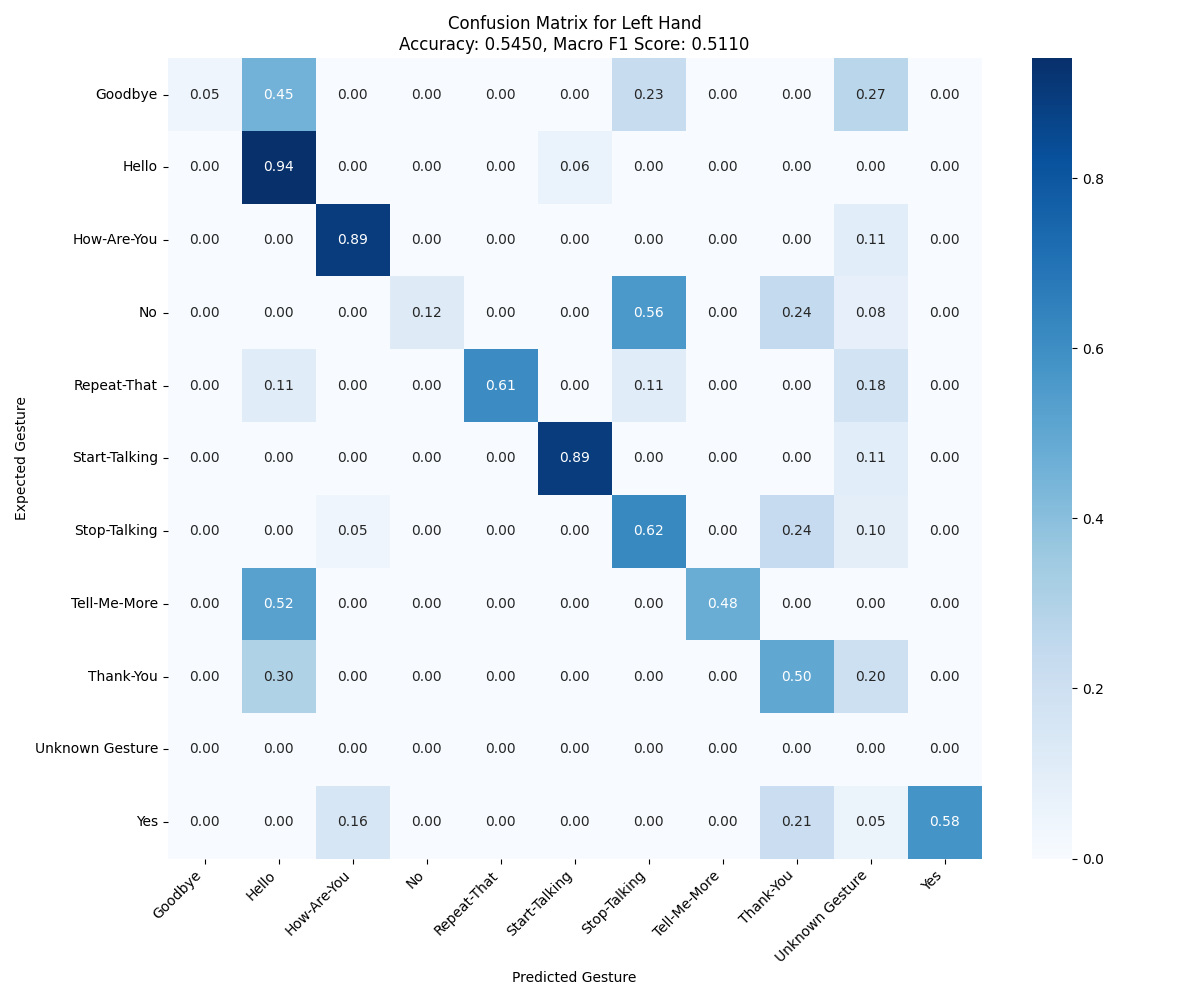 Confusion Matrix for Left Hand
Accuracy: 0.5450, Macro F1 Score: 0.5110
Expected Gesture
Goodbye 0.05 0.45 0.00 0.00 0.00 0.00 0.23 0.00 0.00 0.27 0.00
Hello 0.00 0.94 0.00 0.00 0.00 0.06 0.00 0.00 0.00 0.00 0.00
How-Are-You 0.00 0.00 0.89 0.00 0.00 0.00 0.00 0.00 0.00 0.11 0.00
No 0.00 0.00 0.00 0.12 0.00 0.00 0.56 0.00 0.24 0.08 0.00
Repeat-That 0.00 0.11 0.00 0.00 0.61 0.00 0.11 0.00 0.00 0.18 0.00
Start-Talking 0.00 0.00 0.00 0.00 0.00 0.89 0.00 0.00 0.00 0.11 0.00
Stop-Talking 0.00 0.00 0.05 0.00 0.00 0.00 0.62 0.00 0.24 0.10 0.00
Tell-Me-More 0.00 0.52 0.00 0.00 0.00 0.00 0.00 0.48 0.00 0.00 0.00
Thank-You 0.00 0.30 0.00 0.00 0.00 0.00 0.00 0.00 0.50 0.20 0.00
Unknown Gesture 0.00 0.00 0.00 0.00 0.00 0.00 0.00 0.00 0.00 0.00 0.00
Yes 0.00 0.00 0.16 0.00 0.00 0.00 0.00 0.00 0.21 0.05 0.58
Goodbye Hello How-Are-You No Repeat-That Start-Talking Stop-Talking Tell-Me-More Thank-You Unknown Gesture Yes
Predicted Gesture
0.8
0.6
0.4
0.2
0.0